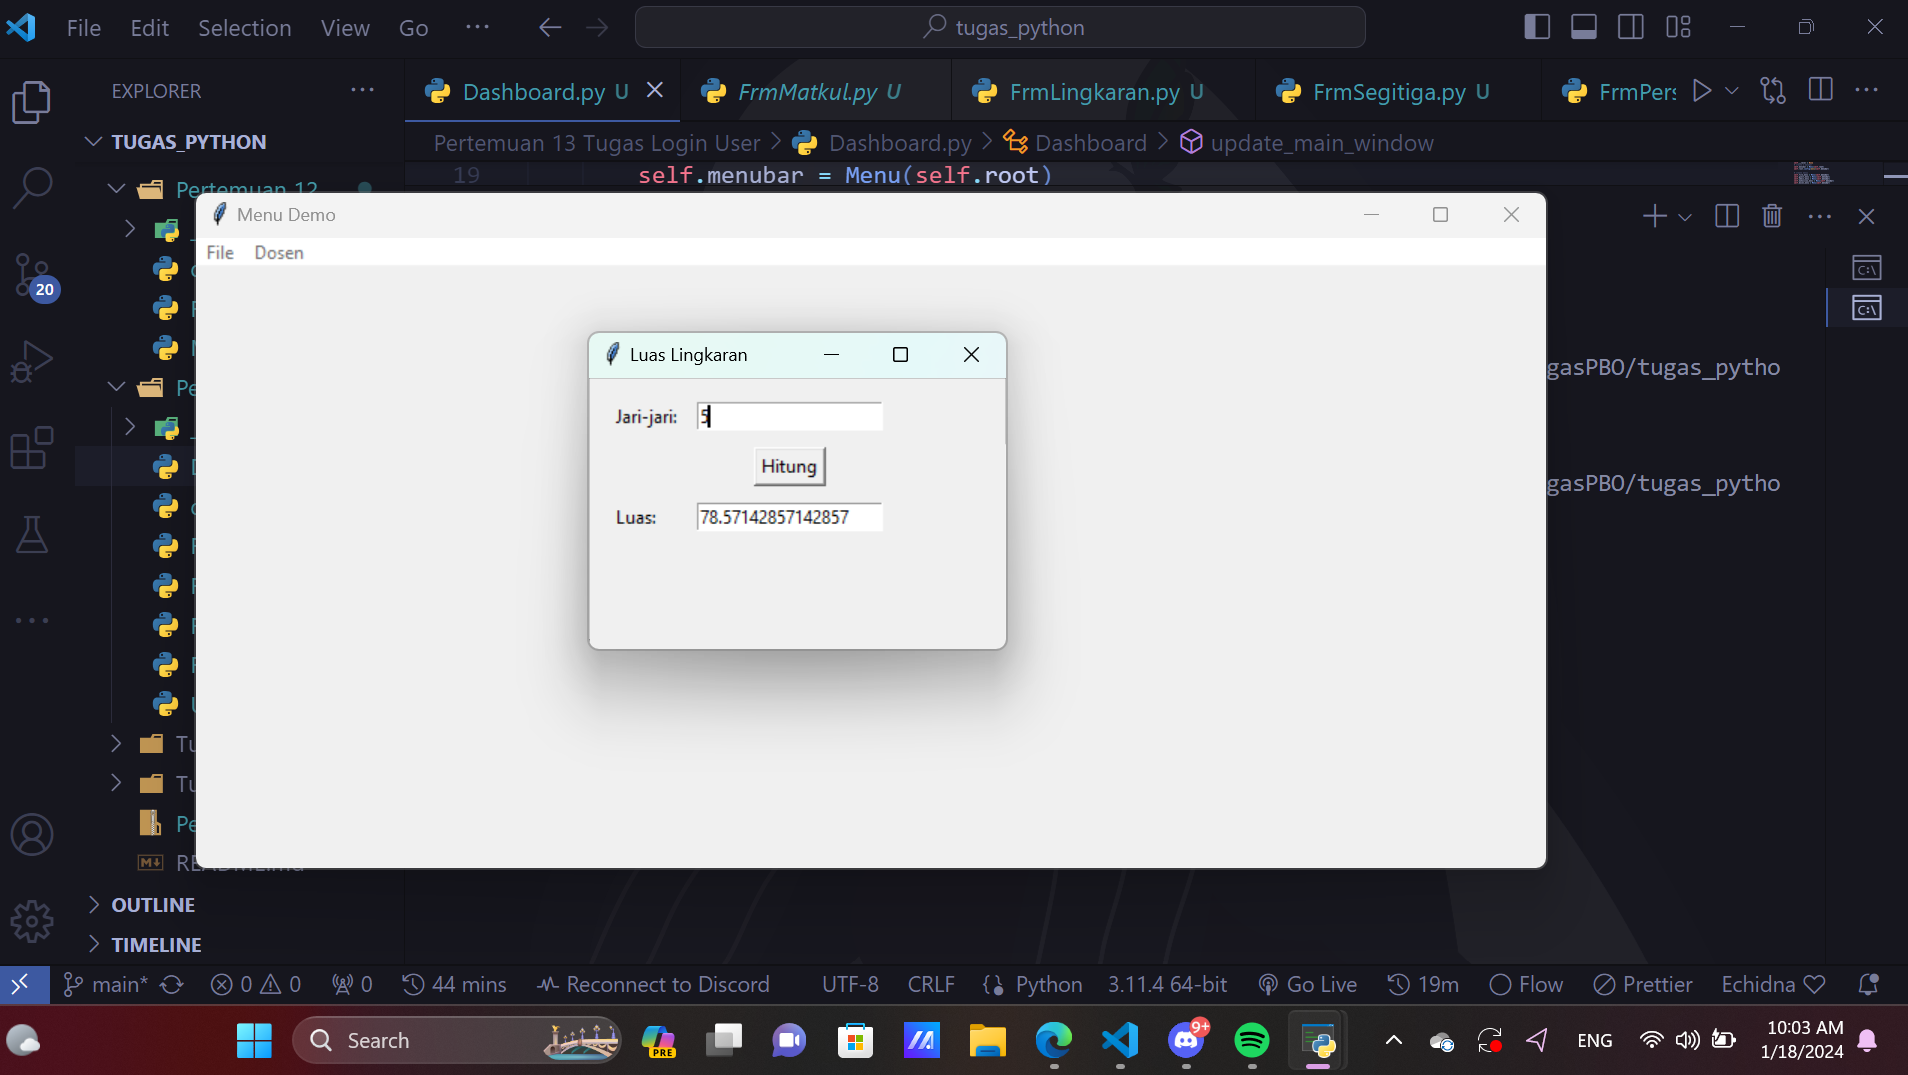 File Edit Selection View Go ··· tugas_python
EXPLORER ···
Dashboard.py U FrmMatkul.py U FrmLingkaran.py U FrmSegitiga.py U FrmPers
TUGAS_PYTHON
Pertemuan 13 Tugas Login User > Dashboard.py > Dashboard > update_main_window
19 self.menubar = Menu(self.root)
Pertemuan 12
Menu Demo
File Dosen
Luas Lingkaran
Jari-jari: 5
Hitung
Luas: 78.57142857142857
gasPBO/tugas_pytho
gasPBO/tugas_pytho
20
Pe
Tu
Tu
Pe
README.md
OUTLINE
TIMELINE
main* 0 0 0 44 mins Reconnect to Discord UTF-8 CRLF Python 3.11.4 64-bit Go Live 19m Flow Prettier Echidna
Search PRE 9+ ENG 10:03 AM
1/18/2024